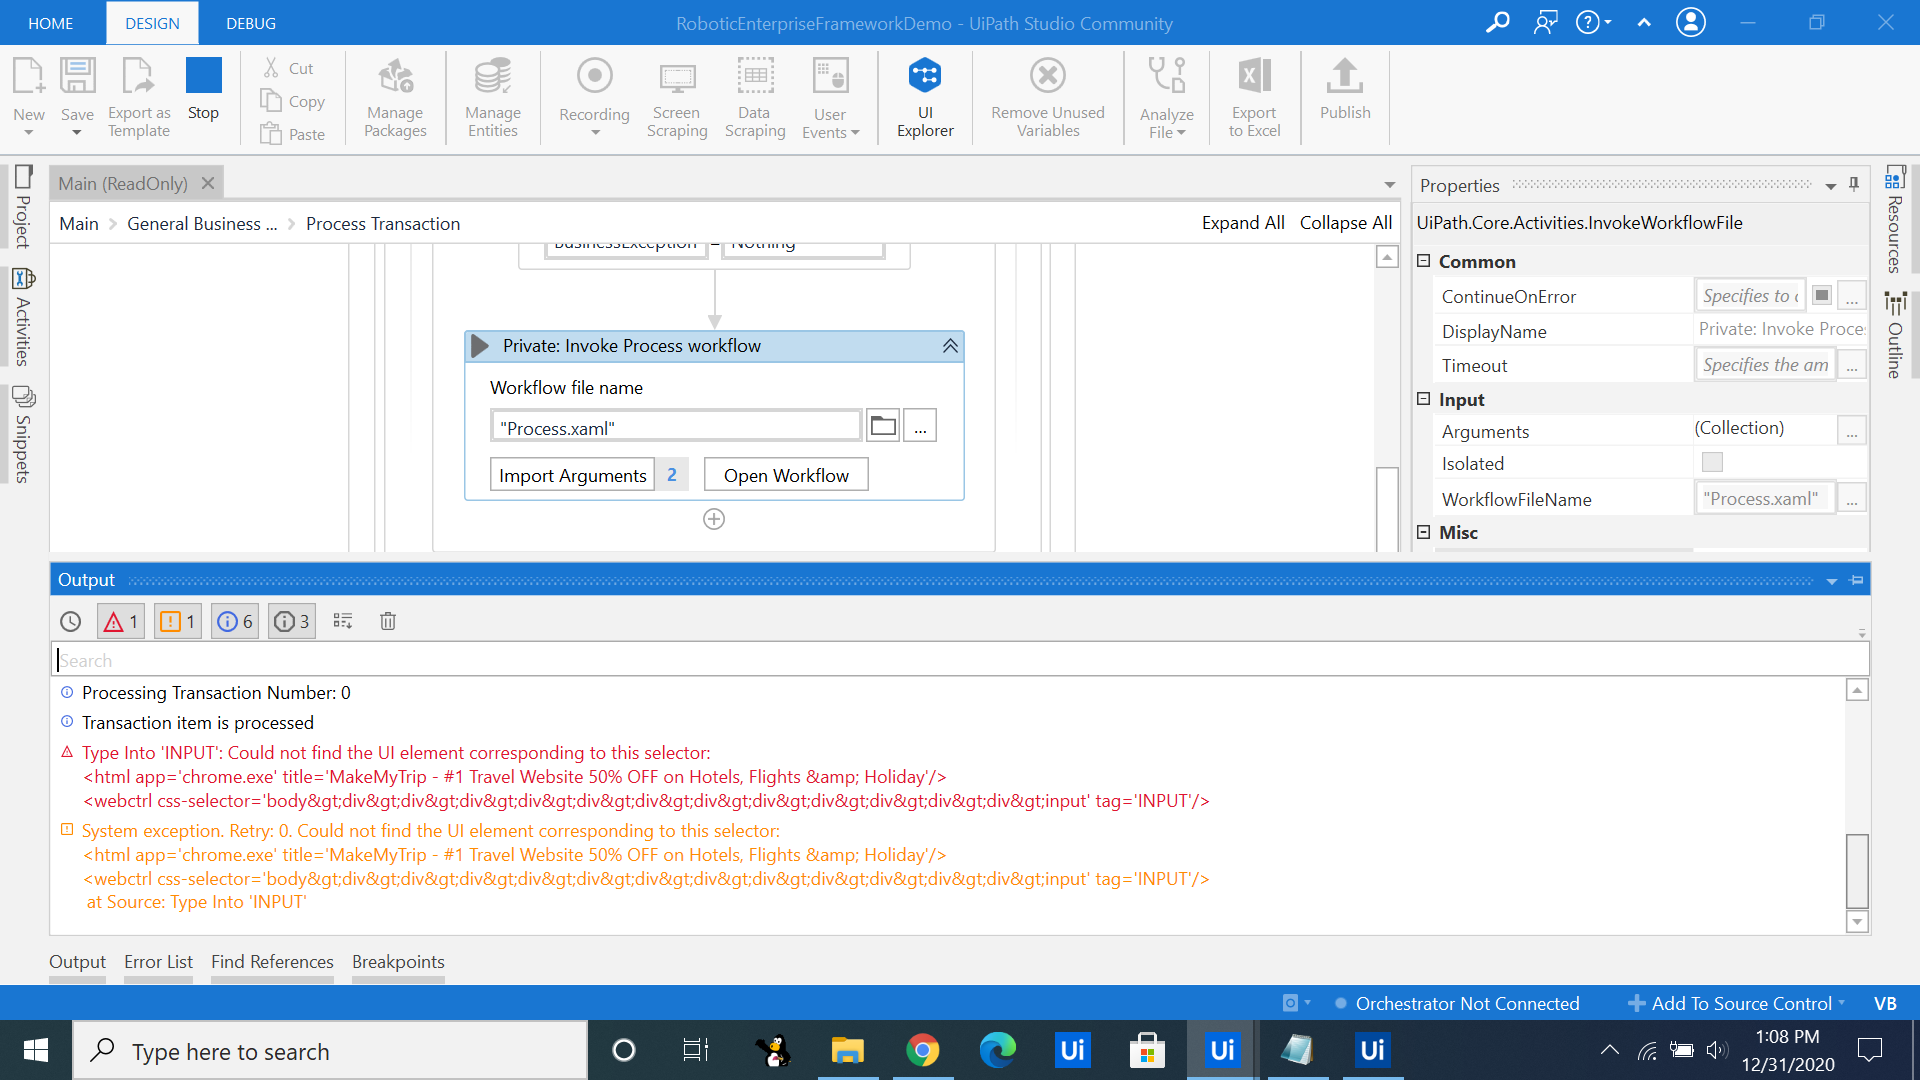 HOME DESIGN DEBUG RoboticEnterpriseFrameworkDemo - UiPath Studio Community
New
Save
Export as Template
Stop
Cut
Copy
Paste
Manage Packages
Manage Entities
Recording
Screen Scraping
Data Scraping
User Events
UI Explorer
Remove Unused Variables
Analyze File
Export to Excel
Publish
Project
Activities
Snippets
Main (ReadOnly)
Main > General Business ... > Process Transaction
Expand All Collapse All
BusinessException = Nothing
Private: Invoke Process workflow
Workflow file name
"Process.xaml"
...
Import Arguments 2 Open Workflow
Properties
UiPath.Core.Activities.InvokeWorkflowFile
Common
ContinueOnError Specifies to c ...
DisplayName Private: Invoke Proce
Timeout Specifies the am ...
Input
Arguments (Collection) ...
Isolated
WorkflowFileName "Process.xaml" ...
Misc
Resources
Outline
Output
1 1 6 3
Search
Processing Transaction Number: 0
Transaction item is processed
Type Into 'INPUT': Could not find the UI element corresponding to this selector:
<html app='chrome.exe' title='MakeMyTrip - #1 Travel Website 50% OFF on Hotels, Flights &amp; Holiday'/>
<webctrl css-selector='body&gt;div&gt;div&gt;div&gt;div&gt;div&gt;div&gt;div&gt;div&gt;div&gt;div&gt;div&gt;input' tag='INPUT'/>
System exception. Retry: 0. Could not find the UI element corresponding to this selector:
<html app='chrome.exe' title='MakeMyTrip - #1 Travel Website 50% OFF on Hotels, Flights &amp; Holiday'/>
<webctrl css-selector='body&gt;div&gt;div&gt;div&gt;div&gt;div&gt;div&gt;div&gt;div&gt;div&gt;div&gt;div&gt;input' tag='INPUT'/>
at Source: Type Into 'INPUT'
Output Error List Find References Breakpoints
Orchestrator Not Connected Add To Source Control VB
Type here to search
Ui
Ui
Ui
1:08 PM
12/31/2020